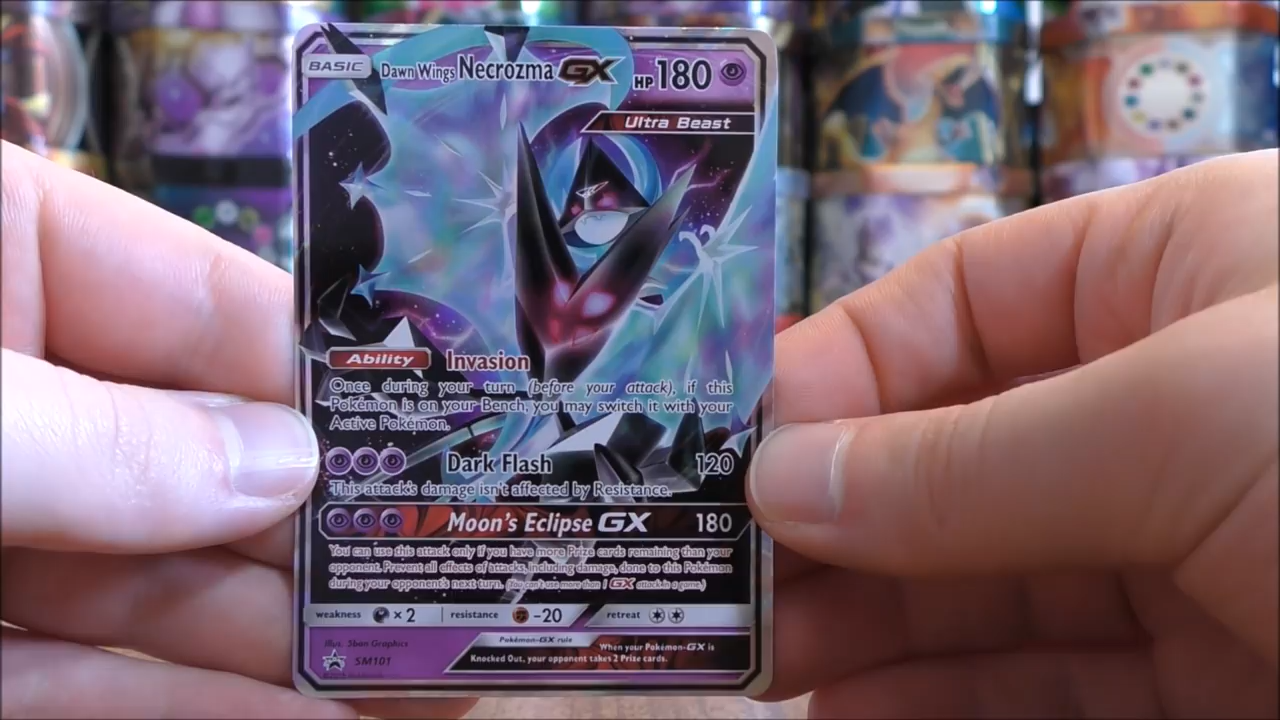 BASIC Dawn Wings Necrozma GX HP 180
Ultra Beast
Ability Invasion
Once during your turn (before your attack), if this
Pokémon is on your Bench, you may switch it with your
Active Pokémon.
Dark Flash 120
This attack's damage isn't affected by Resistance.
Moon's Eclipse GX 180
You can use this attack only if you have more Prize cards remaining than your
opponent. Prevent all effects of attacks, including damage, done to this Pokémon
during your opponent's next turn. (You can't use more than 1 GX attack in a game.)
weakness × 2 resistance -20 retreat
Illus. 5ban Graphics
SM101
Pokémon-GX rule
When your Pokémon-GX is
Knocked Out, your opponent takes 2 Prize cards.